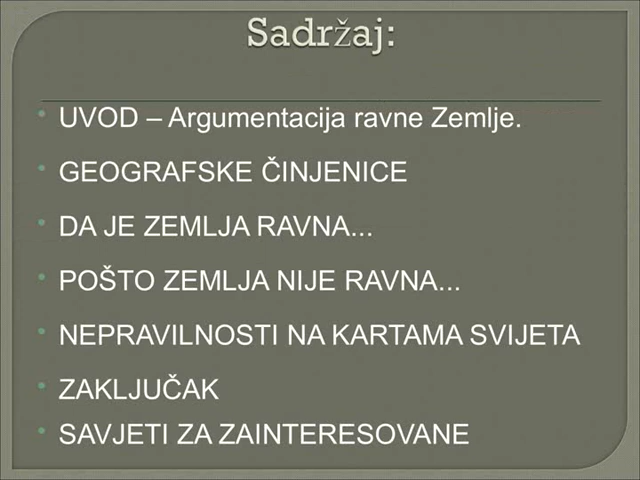 Sadržaj:
UVOD – Argumentacija ravne Zemlje.
GEOGRAFSKE ČINJENICE
DA JE ZEMLJA RAVNA...
POŠTO ZEMLJA NIJE RAVNA...
NEPRAVILNOSTI NA KARTAMA SVIJETA
ZAKLJUČAK
SAVJETI ZA ZAINTERESOVANE